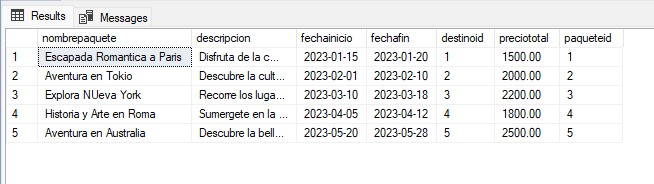 Results Messages
nombrepaquete descripcion fechainicio fechafin destinoid preciototal paqueteid
1 Escapada Romantica a Paris Disfruta de la c... 2023-01-15 2023-01-20 1 1500.00 1
2 Aventura en Tokio Descubre la cult... 2023-02-01 2023-02-10 2 2000.00 2
3 Explora NUeva York Recorre los luga... 2023-03-10 2023-03-18 3 2200.00 3
4 Historia y Arte en Roma Sumergete en la ... 2023-04-05 2023-04-12 4 1800.00 4
5 Aventura en Australia Descubre la bell... 2023-05-20 2023-05-28 5 2500.00 5